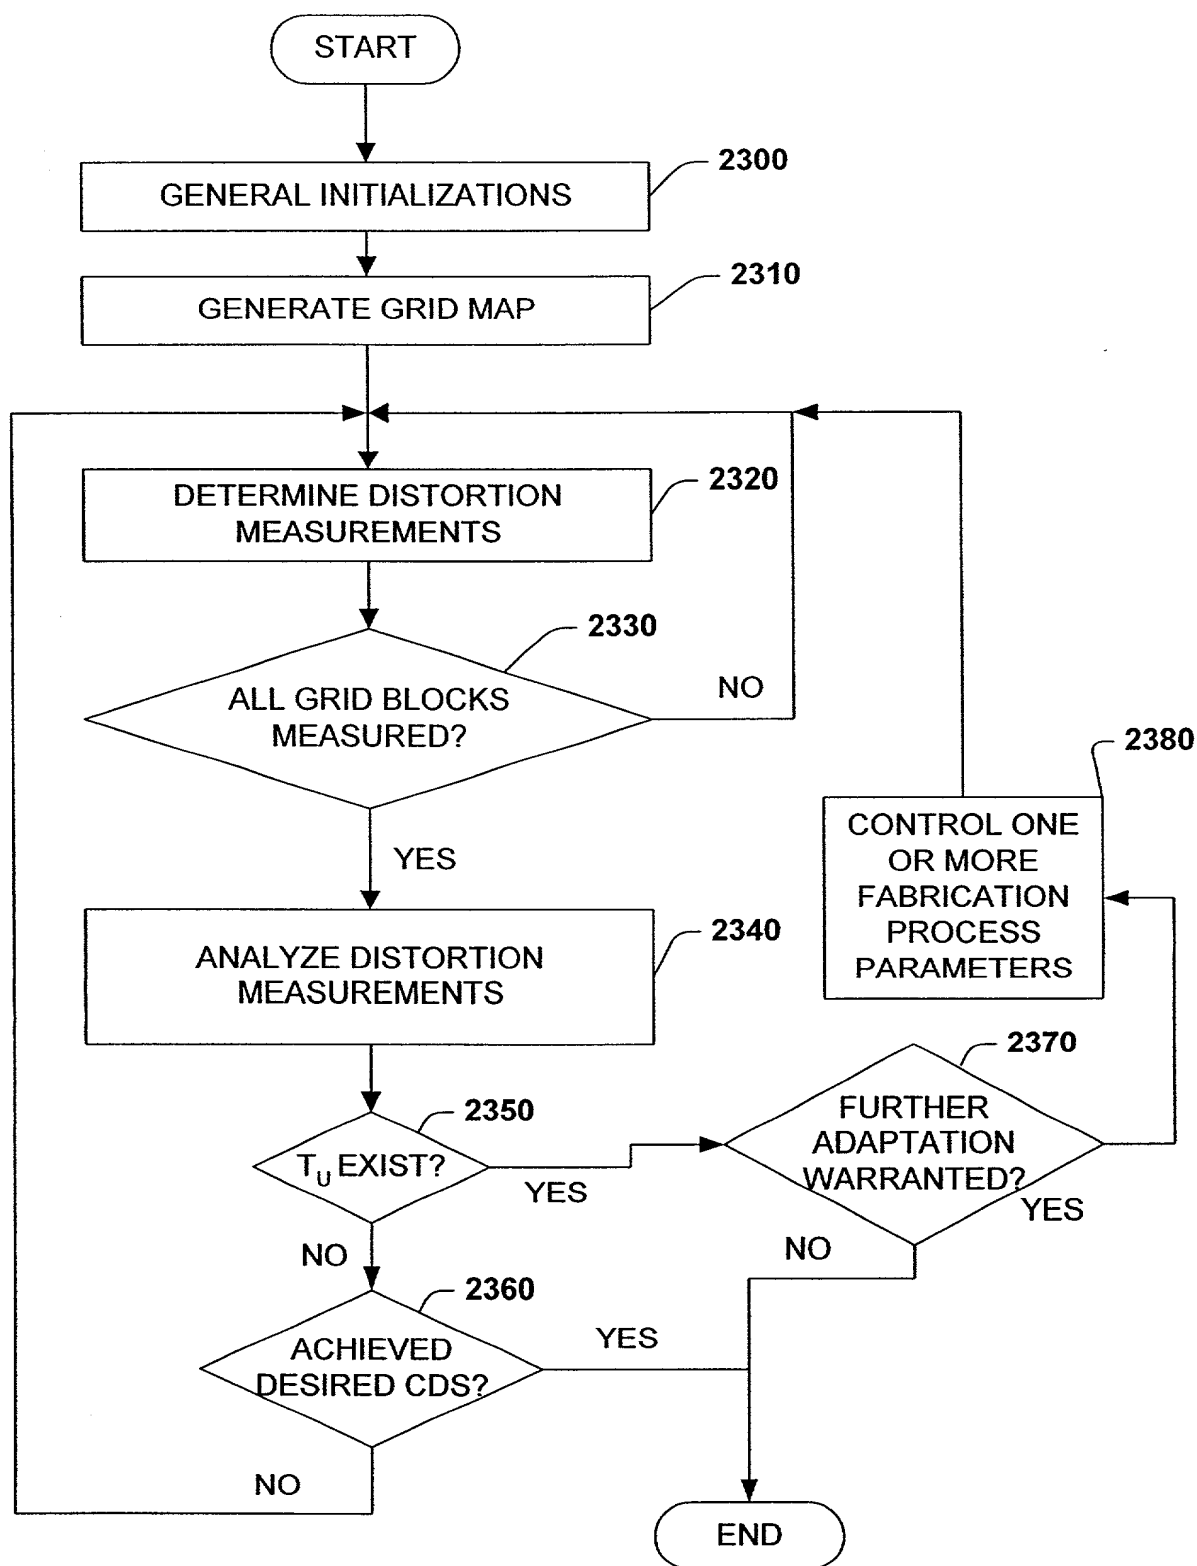 START
2300
GENERAL INITIALIZATIONS
2310
GENERATE GRID MAP
2320
DETERMINE DISTORTION
MEASUREMENTS
2330
ALL GRID BLOCKS
MEASURED?
NO
YES
2380
CONTROL ONE
OR MORE
FABRICATION
PROCESS
PARAMETERS
2340
ANALYZE DISTORTION
MEASUREMENTS
2350
TU EXIST?
YES
NO
2370
FURTHER
ADAPTATION
WARRANTED?
YES
NO
2360
ACHIEVED
DESIRED CDS?
YES
NO
END